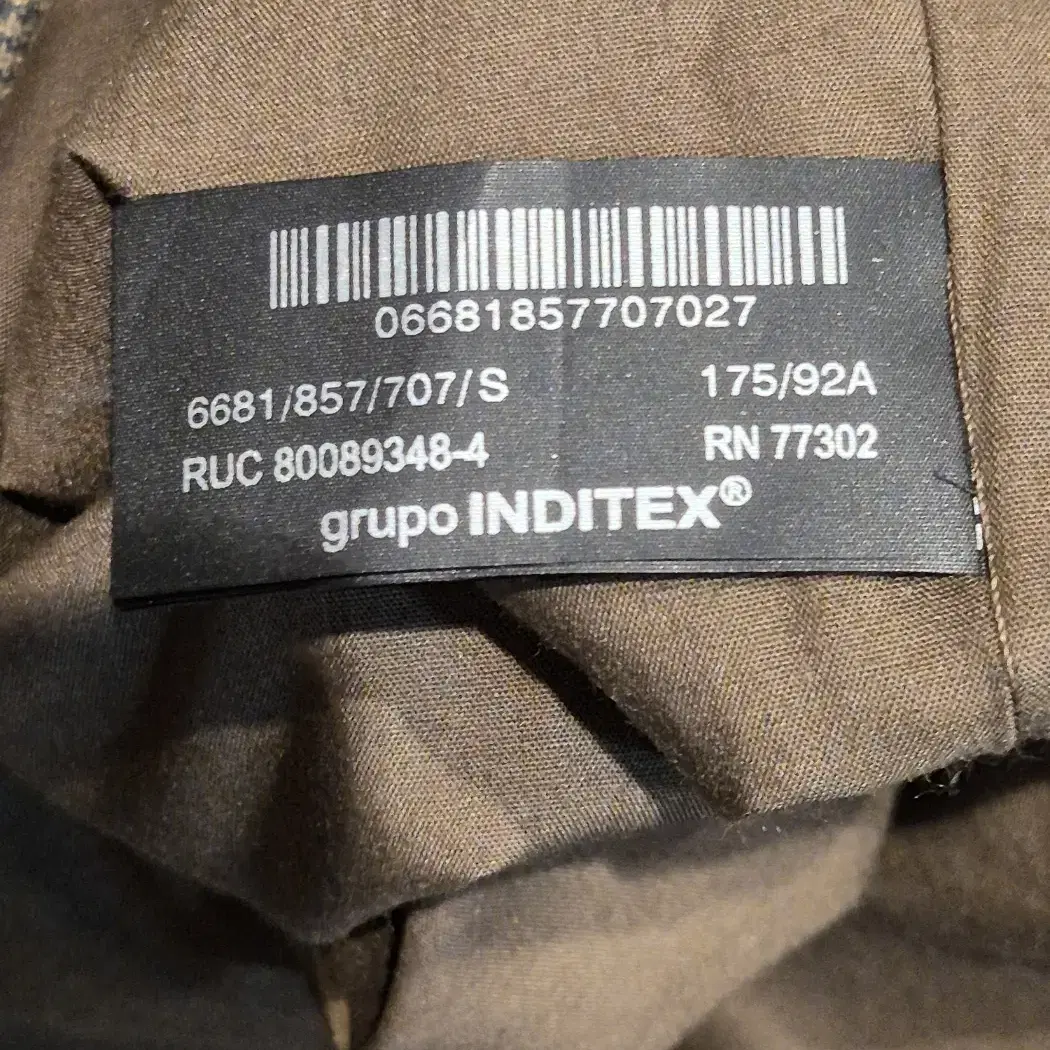 06681857707027
6681/857/707/S 175/92A
RUC 80089348-4 RN 77302
grupo INDITEX®